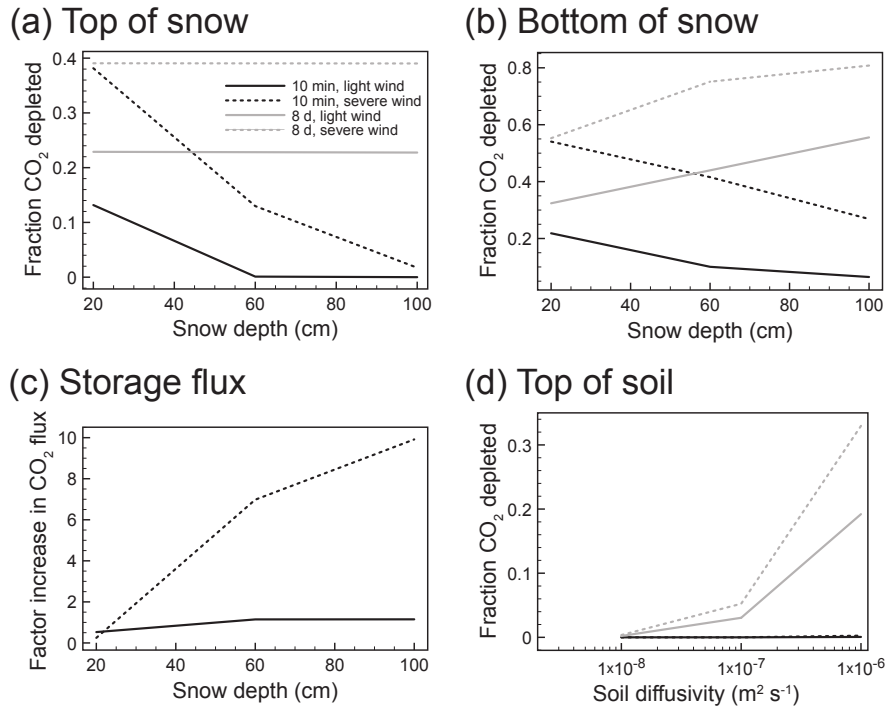 (a) Top of snow
Fraction CO₂ depleted
0.4
0.3
0.2
0.1
0
20 40 60 80 100
Snow depth (cm)
10 min, light wind
10 min, severe wind
8 d, light wind
8 d, severe wind
(b) Bottom of snow
Fraction CO₂ depleted
0.8
0.6
0.4
0.2
20 40 60 80 100
Snow depth (cm)
(c) Storage flux
Factor increase in CO₂ flux
10
8
6
4
2
0
20 40 60 80 100
Snow depth (cm)
(d) Top of soil
Fraction CO₂ depleted
0.3
0.2
0.1
0
1×10⁻⁸ 1×10⁻⁷ 1×10⁻⁶
Soil diffusivity (m² s⁻¹)